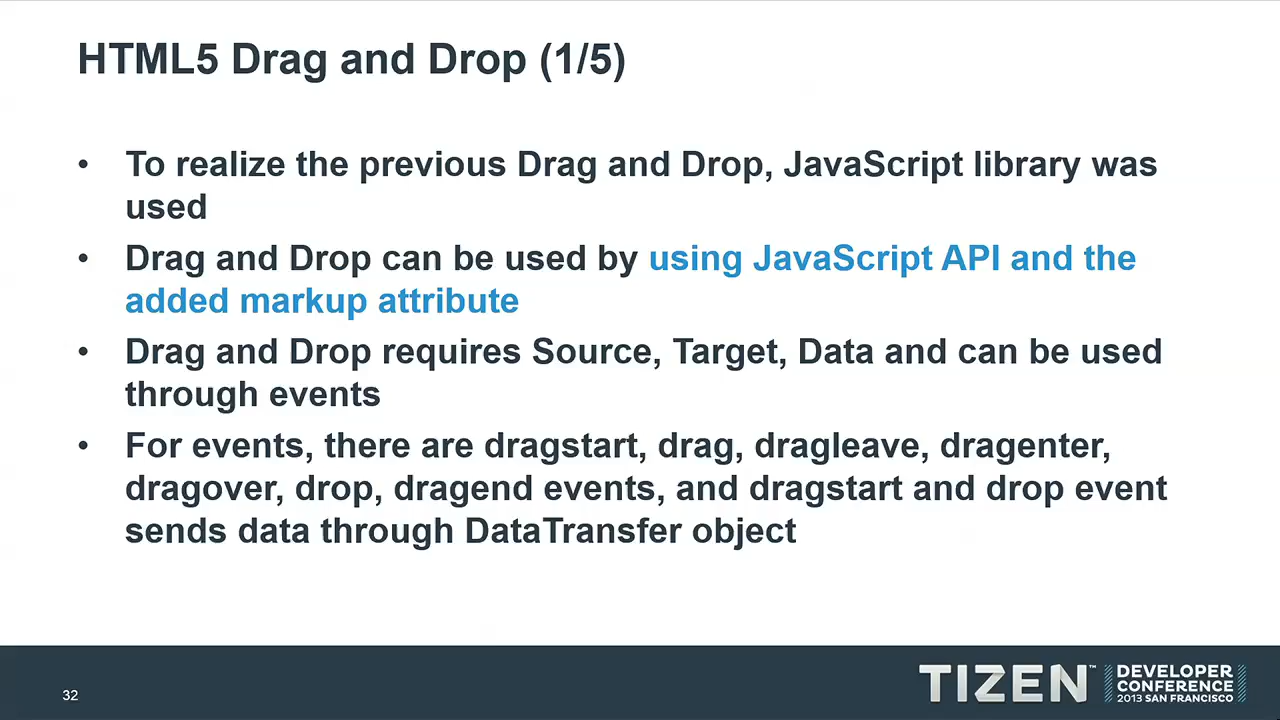 HTML5 Drag and Drop (1/5)
• To realize the previous Drag and Drop, JavaScript library was
used
• Drag and Drop can be used by using JavaScript API and the
added markup attribute
• Drag and Drop requires Source, Target, Data and can be used
through events
• For events, there are dragstart, drag, dragleave, dragenter,
dragover, drop, dragend events, and dragstart and drop event
sends data through DataTransfer object
32
TIZEN™
DEVELOPER
CONFERENCE
2013 SAN FRANCISCO